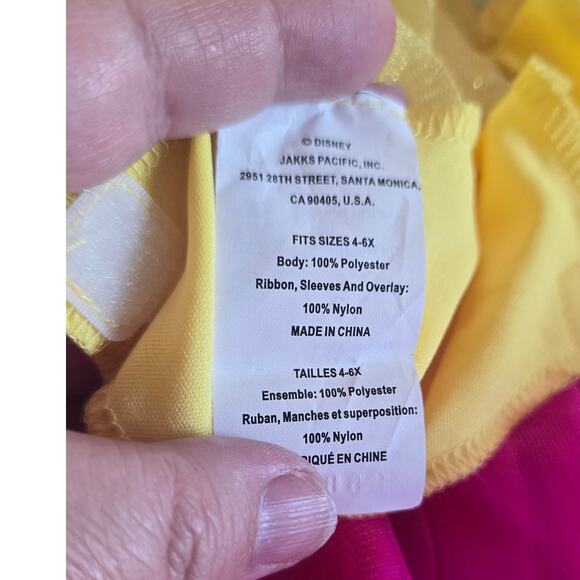 © DISNEY
JAKKS PACIFIC, INC.
2951 28TH STREET, SANTA MONICA,
CA 90405, U.S.A.
FITS SIZES 4-6X
Body: 100% Polyester
Ribbon, Sleeves And Overlay:
100% Nylon
MADE IN CHINA
TAILLES 4-6X
Ensemble: 100% Polyester
Ruban, Manches et superposition:
100% Nylon
RIQUÉ EN CHINE